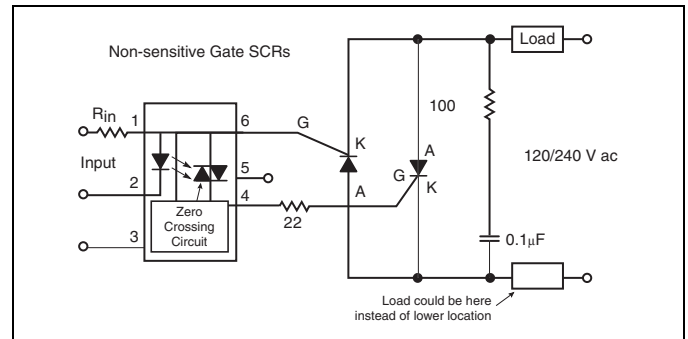 Non-sensitive Gate SCRs
Load
Rin
1
6
G
100
K
Input
A
120/240 V ac
5
G
K
2
4
A
Zero
Crossing
Circuit
22
3
0.1μF
Load could be here
instead of lower location